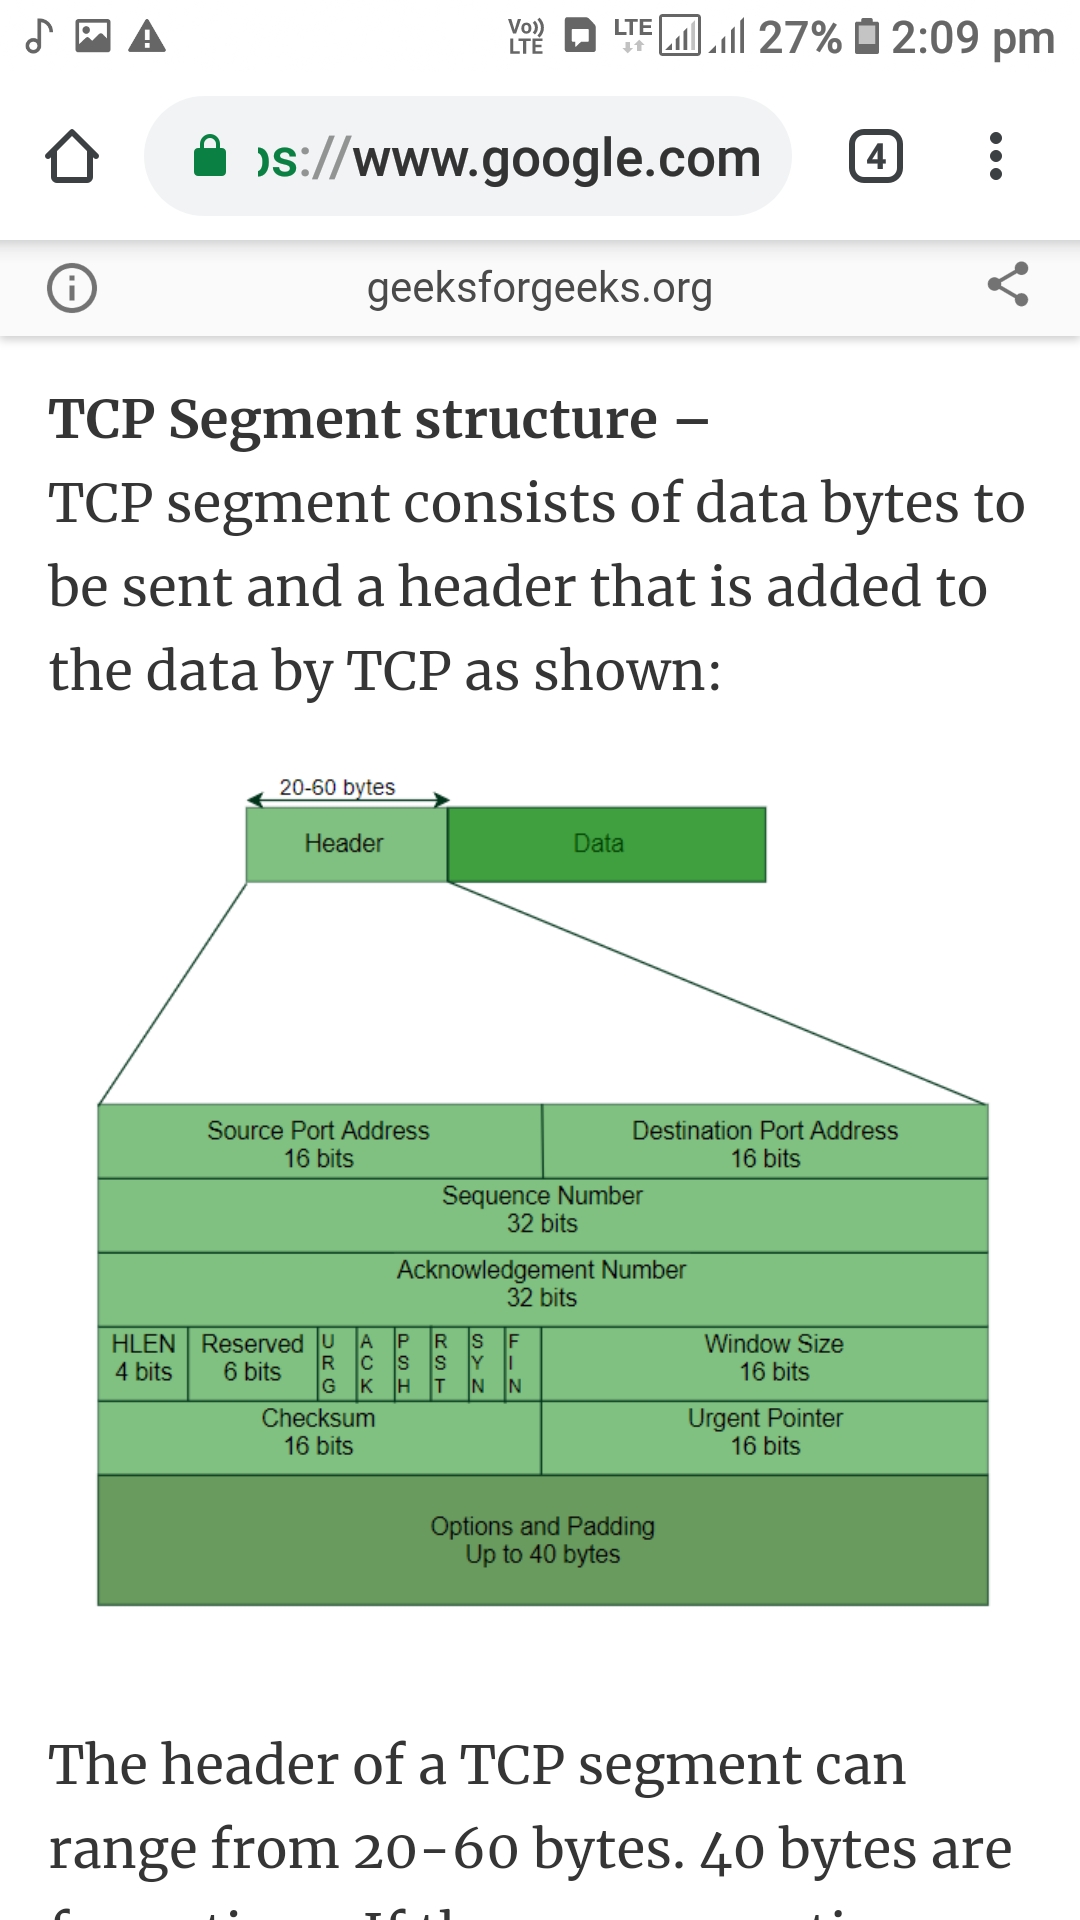 Vo)) LTE LTE 27% 2:09 pm
s://www.google.com 4
geeksforgeeks.org
TCP Segment structure –
TCP segment consists of data bytes to
be sent and a header that is added to
the data by TCP as shown:
20-60 bytes
Header Data
Source Port Address Destination Port Address
16 bits 16 bits
Sequence Number
32 bits
Acknowledgement Number
32 bits
HLEN Reserved URG ACK PSH RST SYN FIN Window Size
4 bits 6 bits 16 bits
Checksum Urgent Pointer
16 bits 16 bits
Options and Padding
Up to 40 bytes
The header of a TCP segment can
range from 20-60 bytes. 40 bytes are